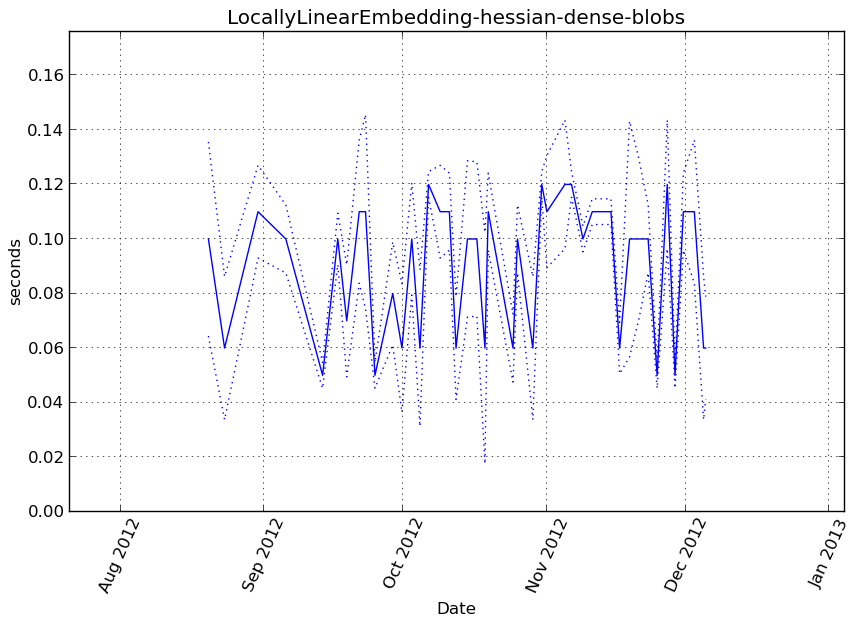 LocallyLinearEmbedding-hessian-dense-blobs
0.16
0.14
0.12
0.10
0.08
0.06
0.04
0.02
0.00
seconds
Aug 2012
Sep 2012
Oct 2012
Nov 2012
Dec 2012
Jan 2013
Date